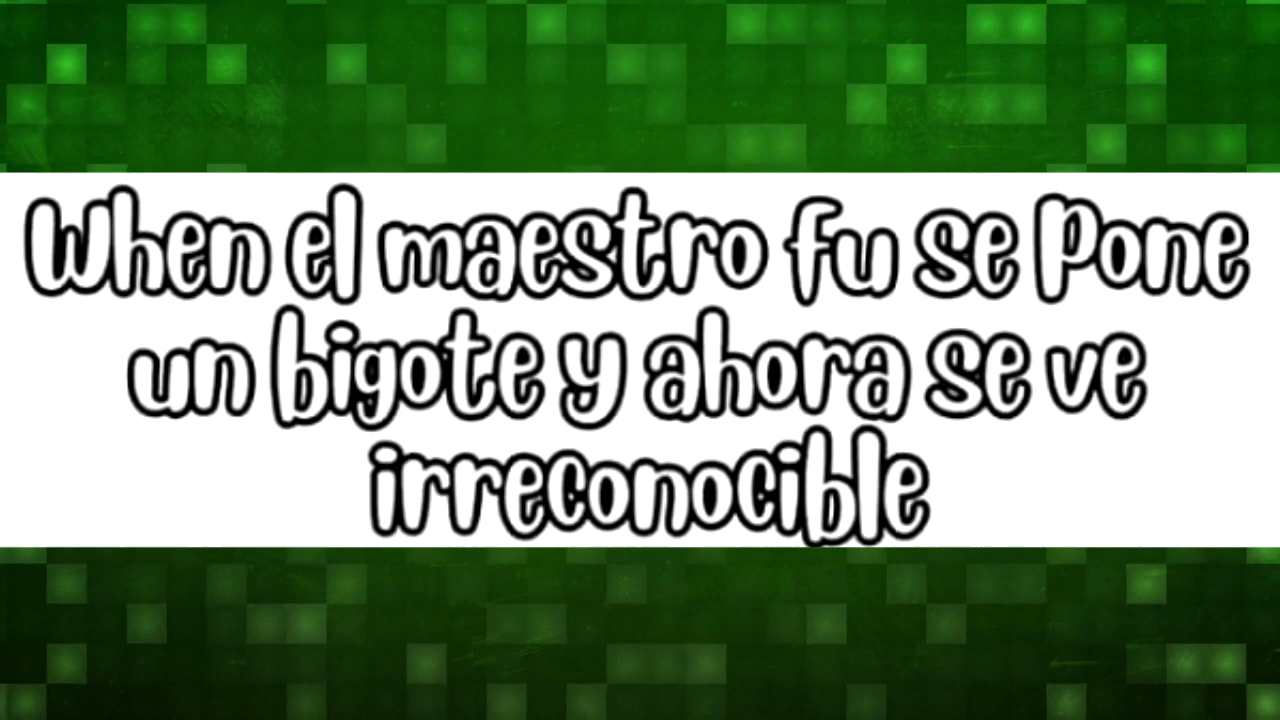 When el maestro fu se pone
un bigote y ahora se ve
irreconocible